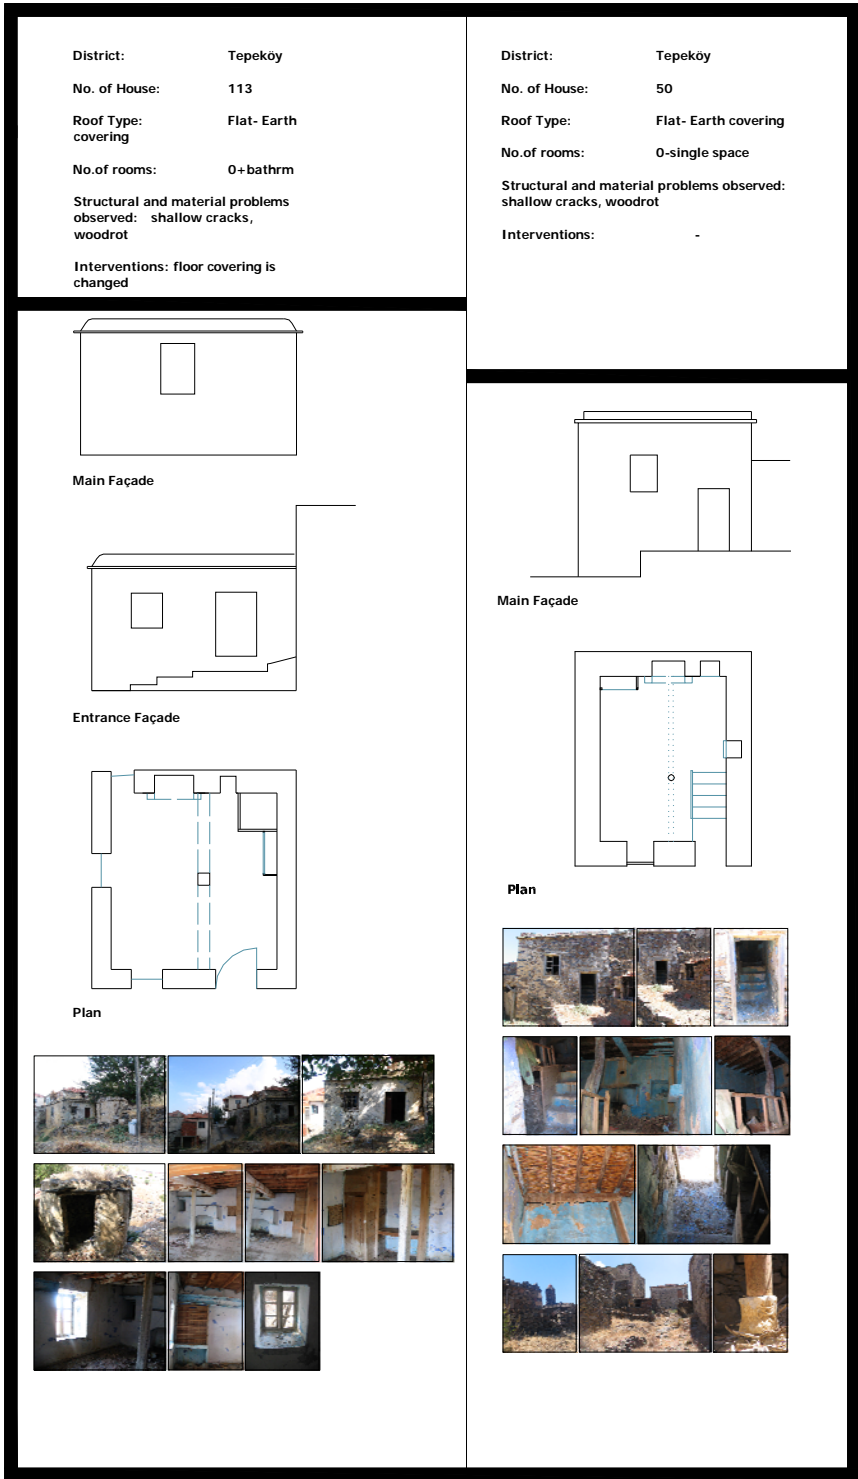 District: Tepeköy
No. of House: 113
Roof Type: Flat- Earth
covering
No.of rooms: 0+bathrm
Structural and material problems
observed: shallow cracks,
woodrot
Interventions: floor covering is
changed
Main Façade
Entrance Façade
Plan
District: Tepeköy
No. of House: 50
Roof Type: Flat- Earth covering
No.of rooms: 0-single space
Structural and material problems observed:
shallow cracks, woodrot
Interventions: -
Main Façade
Plan